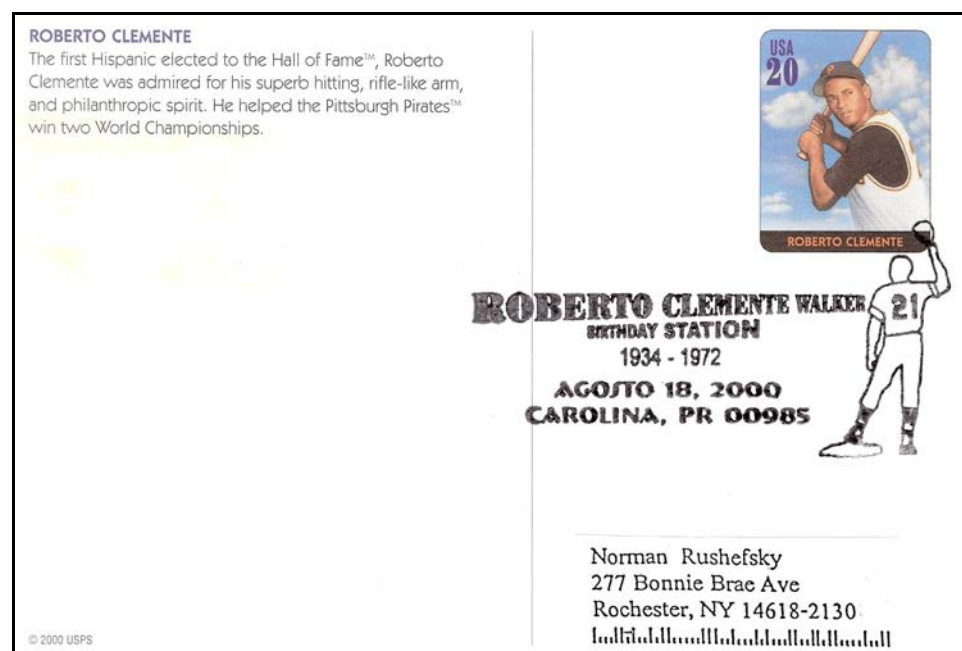 ROBERTO CLEMENTE
The first Hispanic elected to the Hall of Fame™, Roberto
Clemente was admired for his superb hitting, rifle-like arm,
and philanthropic spirit. He helped the Pittsburgh Pirates™
win two World Championships.
USA
20
P
ROBERTO CLEMENTE
ROBERTO CLEMENTE WALKER
BIRTHDAY STATION
1934 - 1972
AGOSTO 18, 2000
CAROLINA, PR 00985
21
Norman Rushefsky
277 Bonnie Brae Ave
Rochester, NY 14618-2130
© 2000 USPS